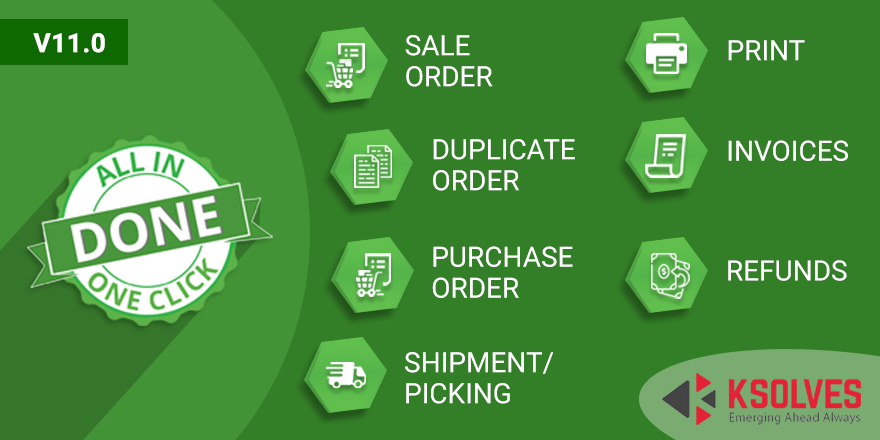 V11.0
ALL IN
DONE
ONE CLICK
SALE
ORDER
DUPLICATE
ORDER
PURCHASE
ORDER
SHIPMENT/
PICKING
PRINT
INVOICES
REFUNDS
KSOLVES
Emerging Ahead Always